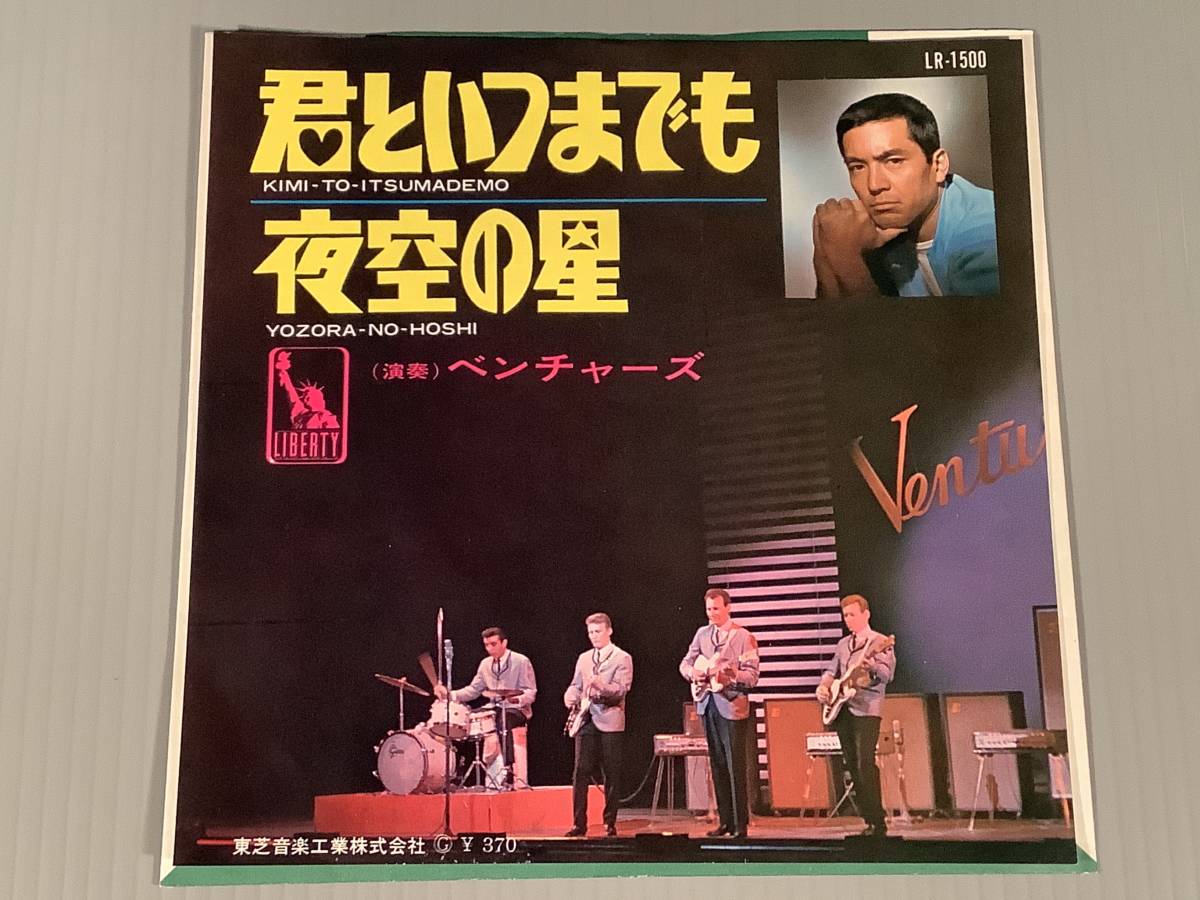 LR-1500
君といつまでも
KIMI-TO-ITSUMADEMO
夜空の星
YOZORA-NO-HOSHI
(演奏) ベンチャーズ
LIBERTY
Ventu
東芝音楽工業株式会社 Ⓖ ¥ 370